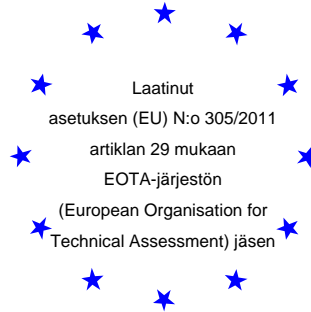 Laatinut
asetuksen (EU) N:o 305/2011
artiklan 29 mukaan
EOTA-järjestön
(European Organisation for
Technical Assessment) jäsen